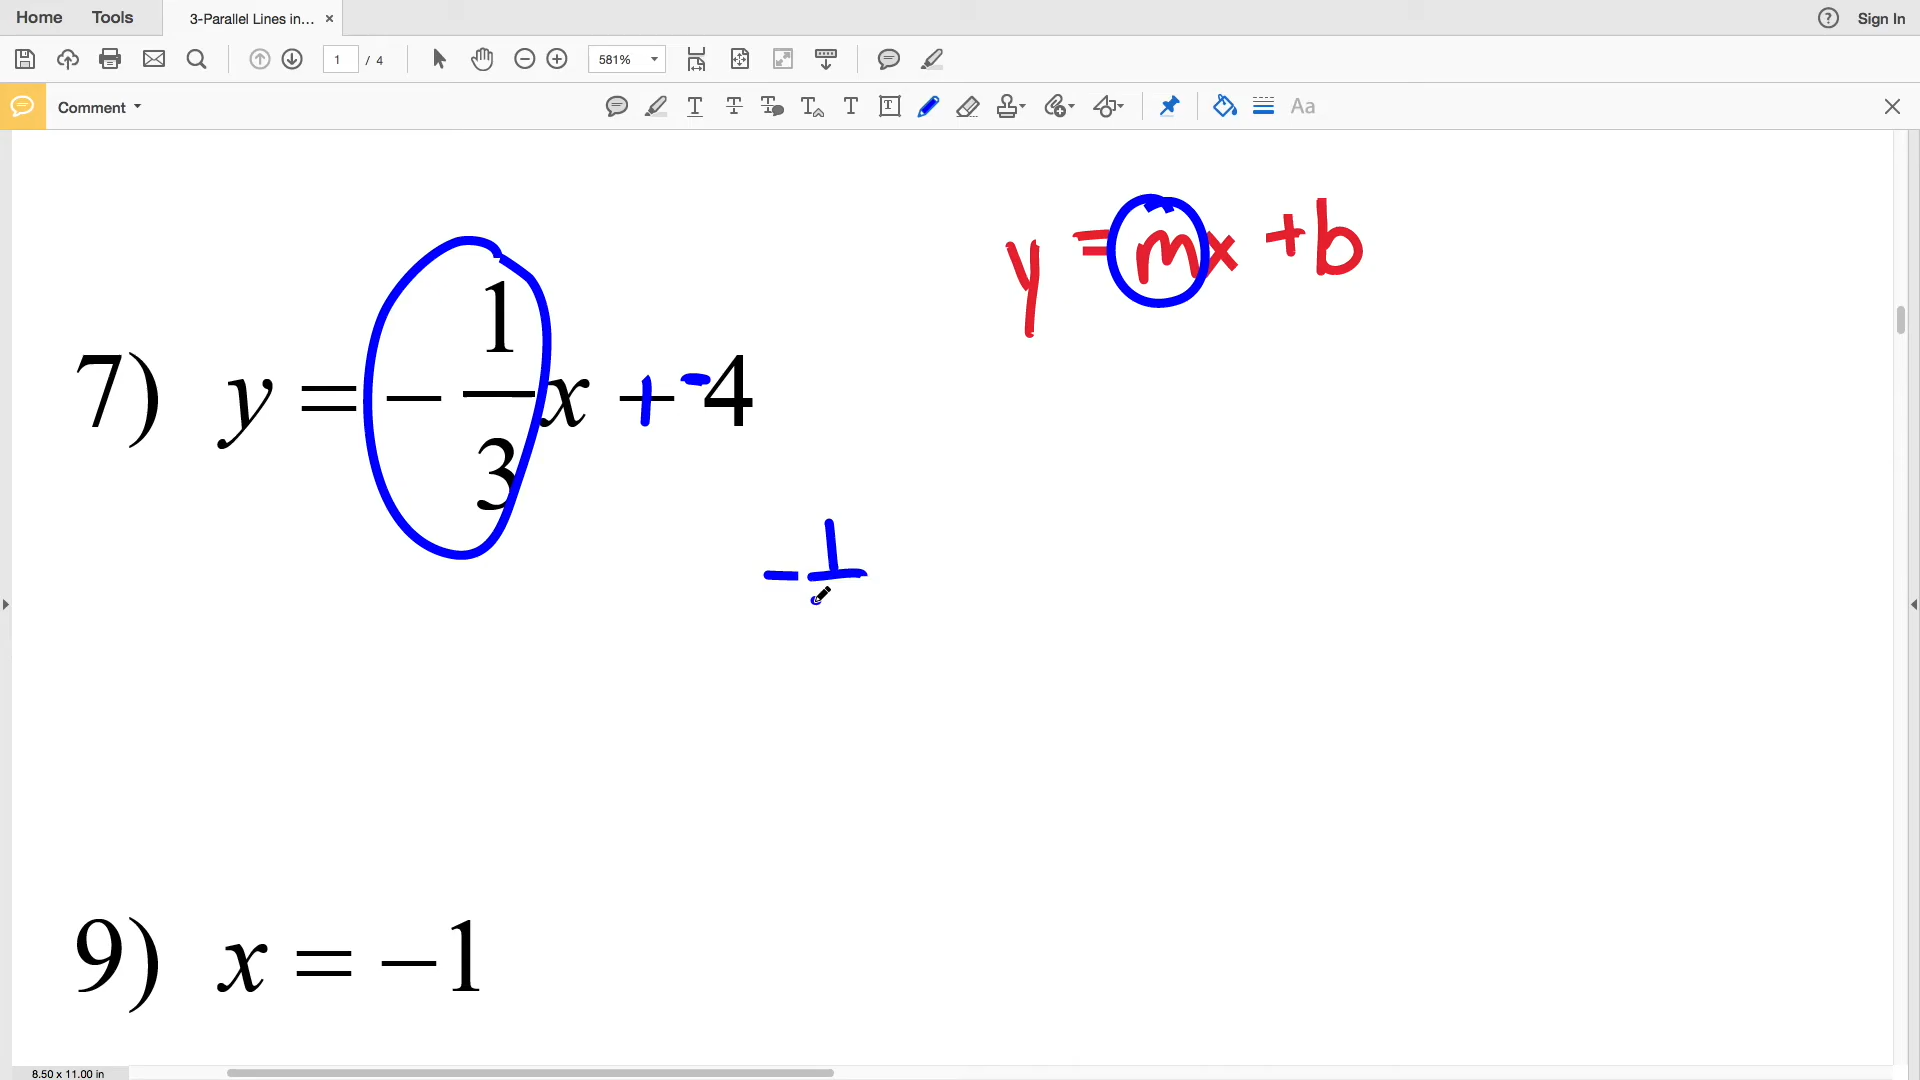 Home Tools 3-Parallel Lines in... × ? Sign In
1 / 4 581%
Comment Aa
y = mx + b
7) y = - 1/3 x + -4
- 1
9) x = -1
8.50 x 11.00 in